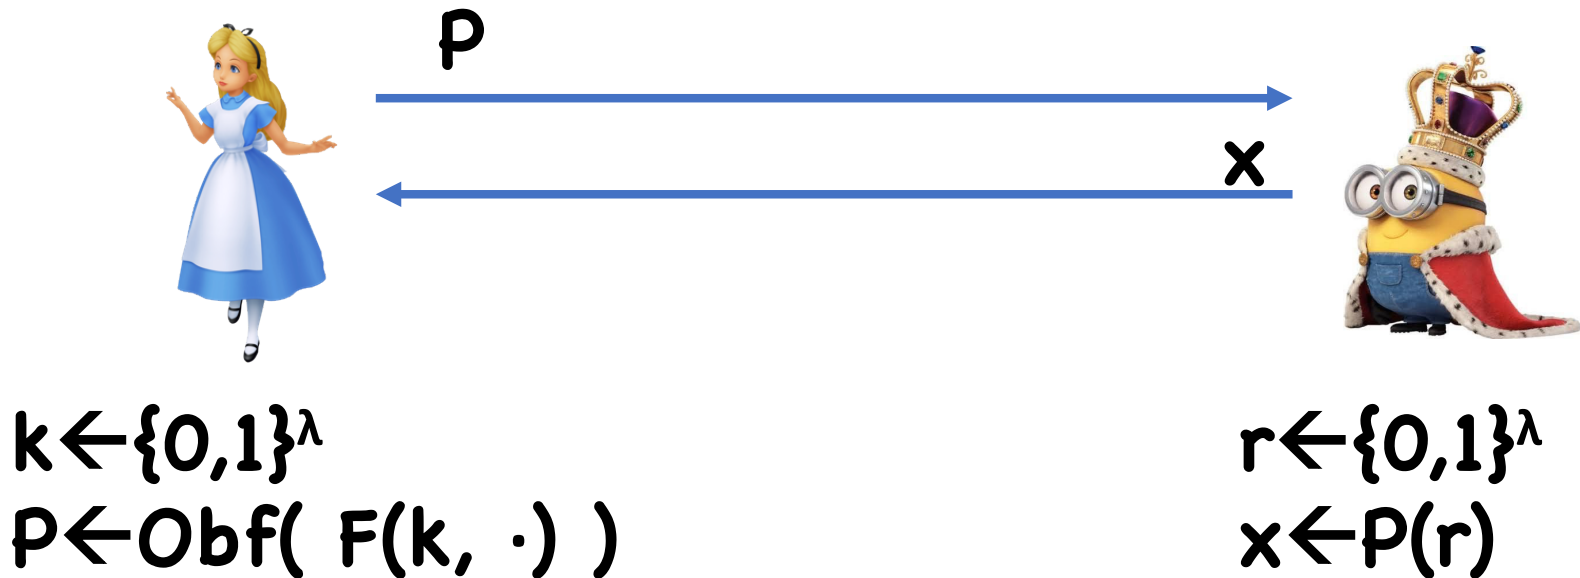 P
x
k←{0,1}^λ
P←Obf( F(k, ·) )
r←{0,1}^λ
x←P(r)